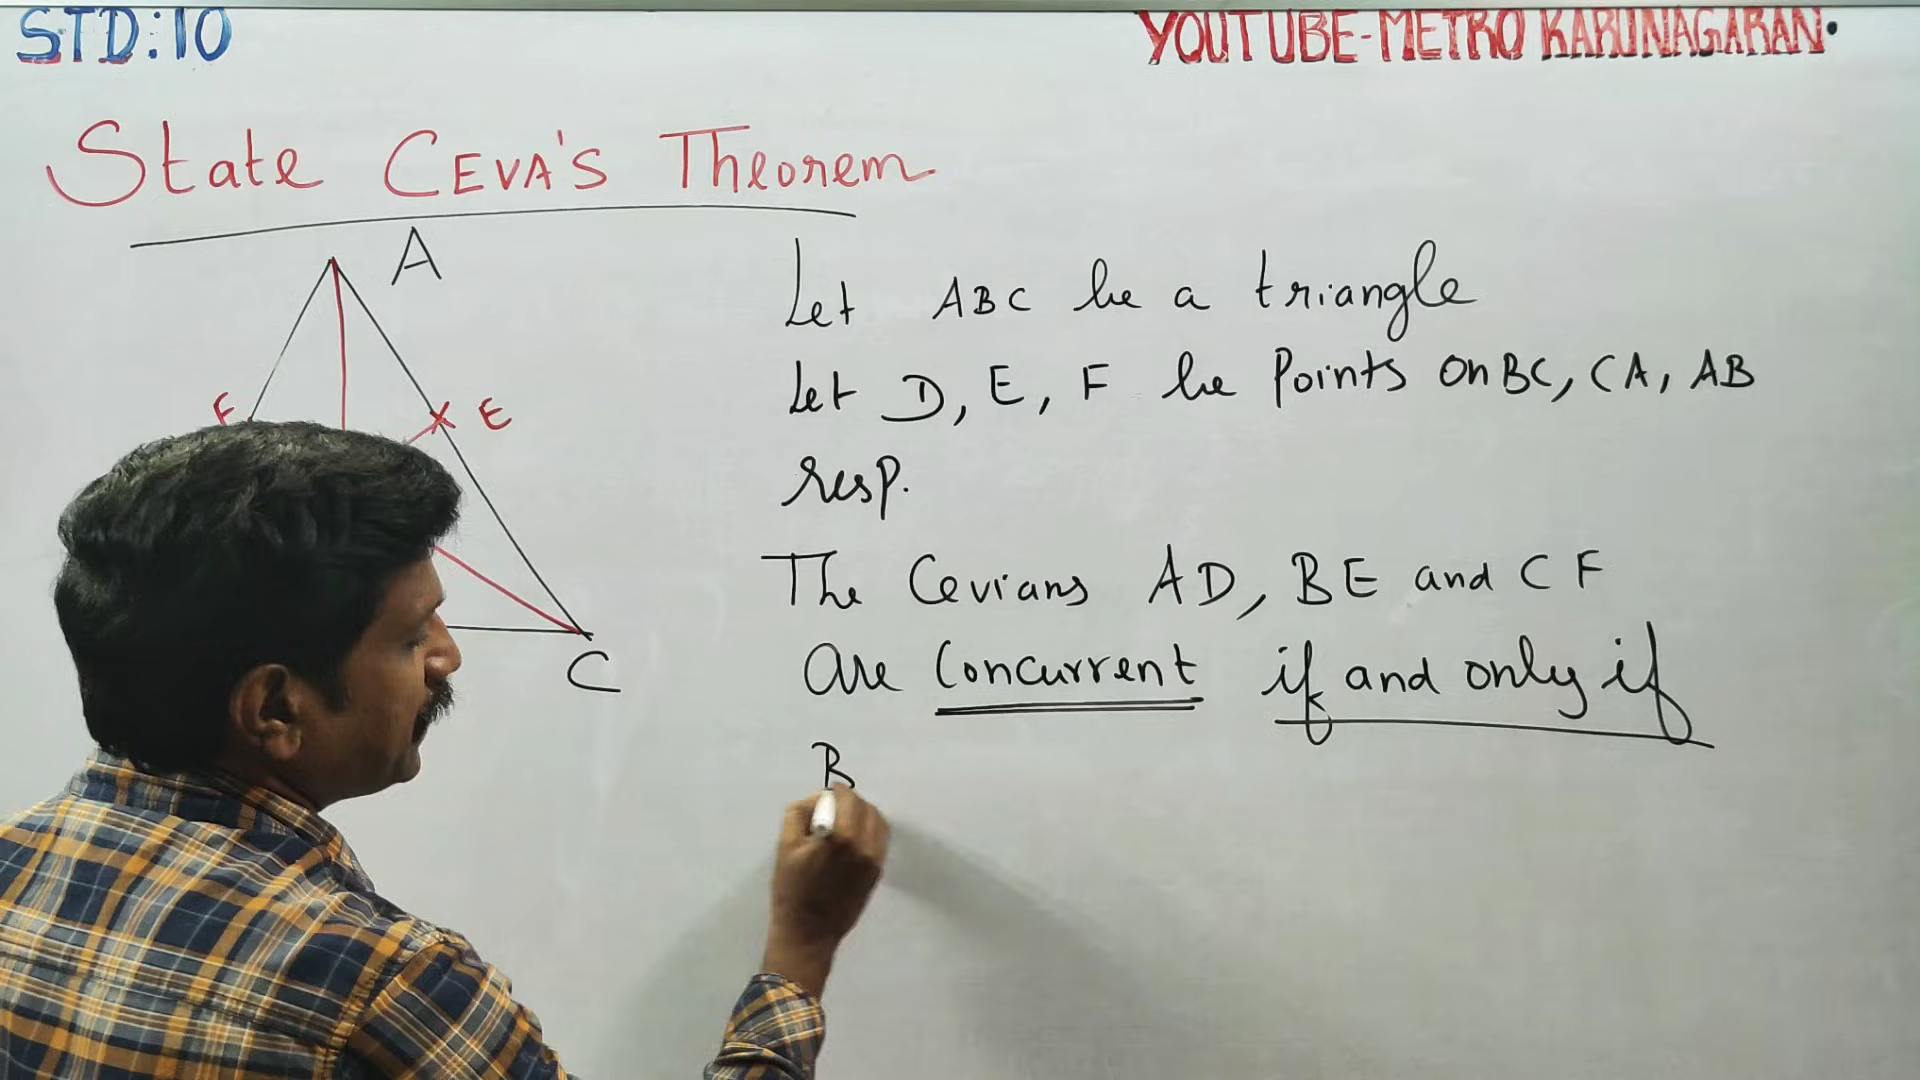 STD:10
YOUTUBE-METRO KARUNAGARAN.
State CEVA'S Theorem
A
F
E
C
Let ABC be a triangle
Let D, E, F be Points on BC, CA, AB
resp.
The Cevians AD, BE and CF
are Concurrent if and only if
B